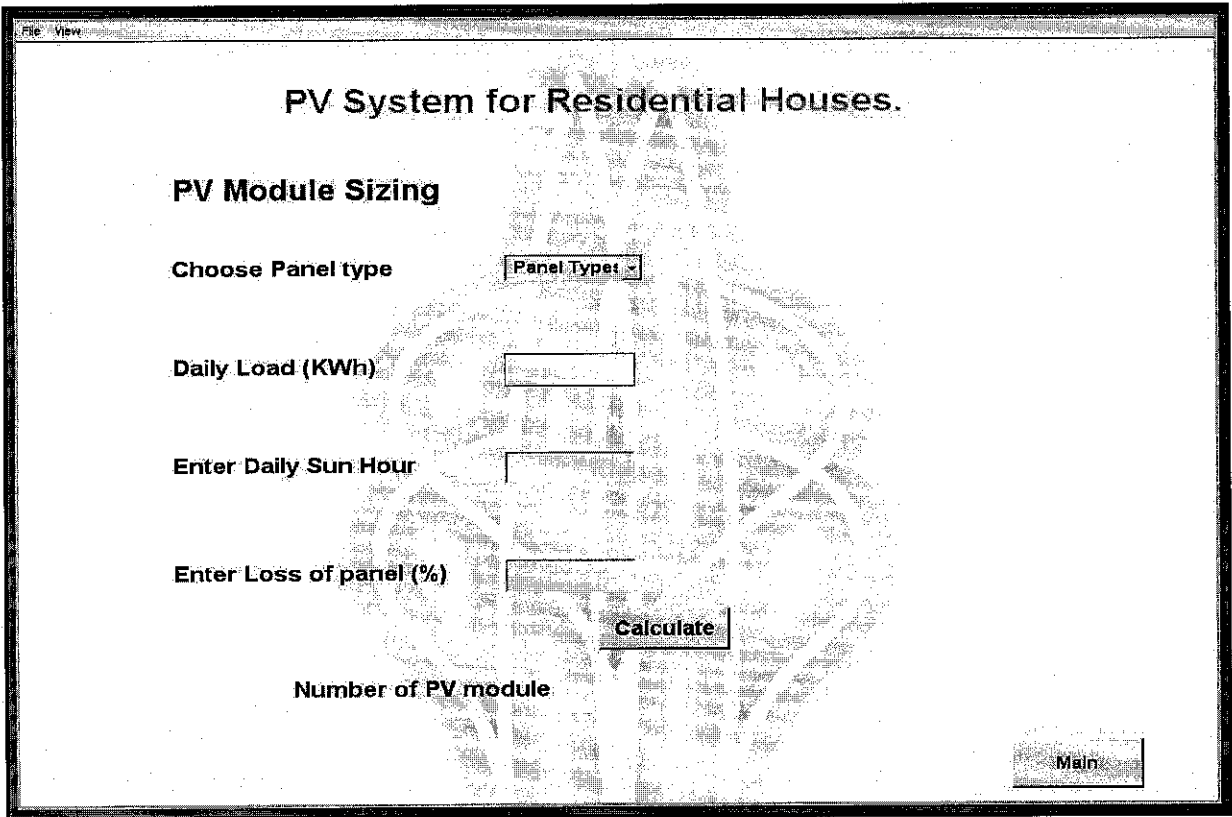 File View
PV System for Residential Houses.
PV Module Sizing
Choose Panel type Panel Types
Daily Load (KWh)
Enter Daily Sun Hour
Enter Loss of panel (%)
Calculate
Number of PV module
Main